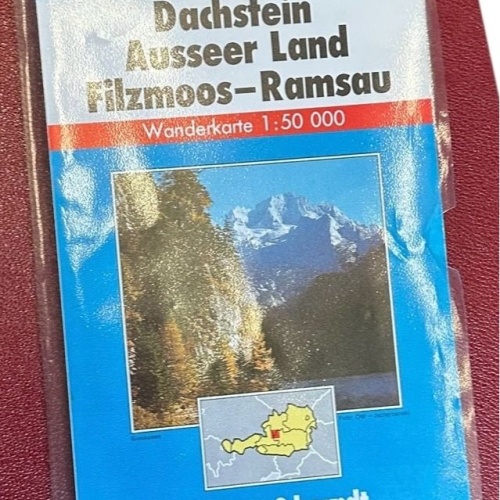 Dachstein
Ausseer Land
Filzmoos–Ramsau
Wanderkarte 1:50 000